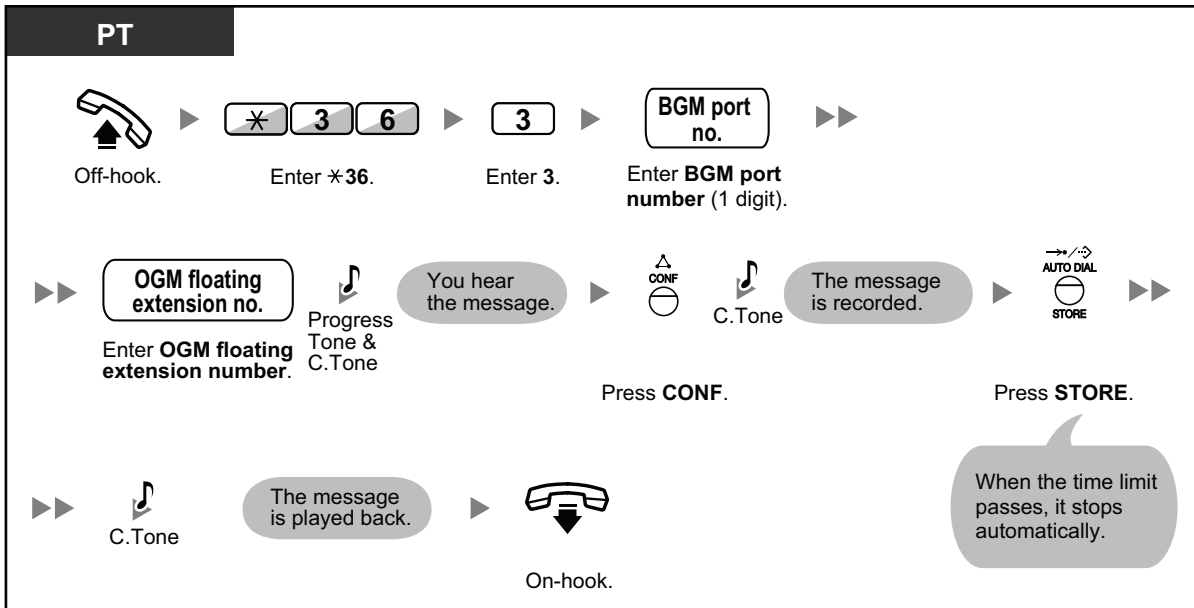 PT
Off-hook.
✳ 3 6
Enter ✳36.
3
Enter 3.
BGM port
no.
Enter BGM port
number (1 digit).
OGM floating
extension no.
Enter OGM floating
extension number.
Progress
Tone &
C.Tone
You hear
the message.
CONF
Press CONF.
C.Tone
The message
is recorded.
AUTO DIAL
STORE
Press STORE.
When the time limit
passes, it stops
automatically.
C.Tone
The message
is played back.
On-hook.